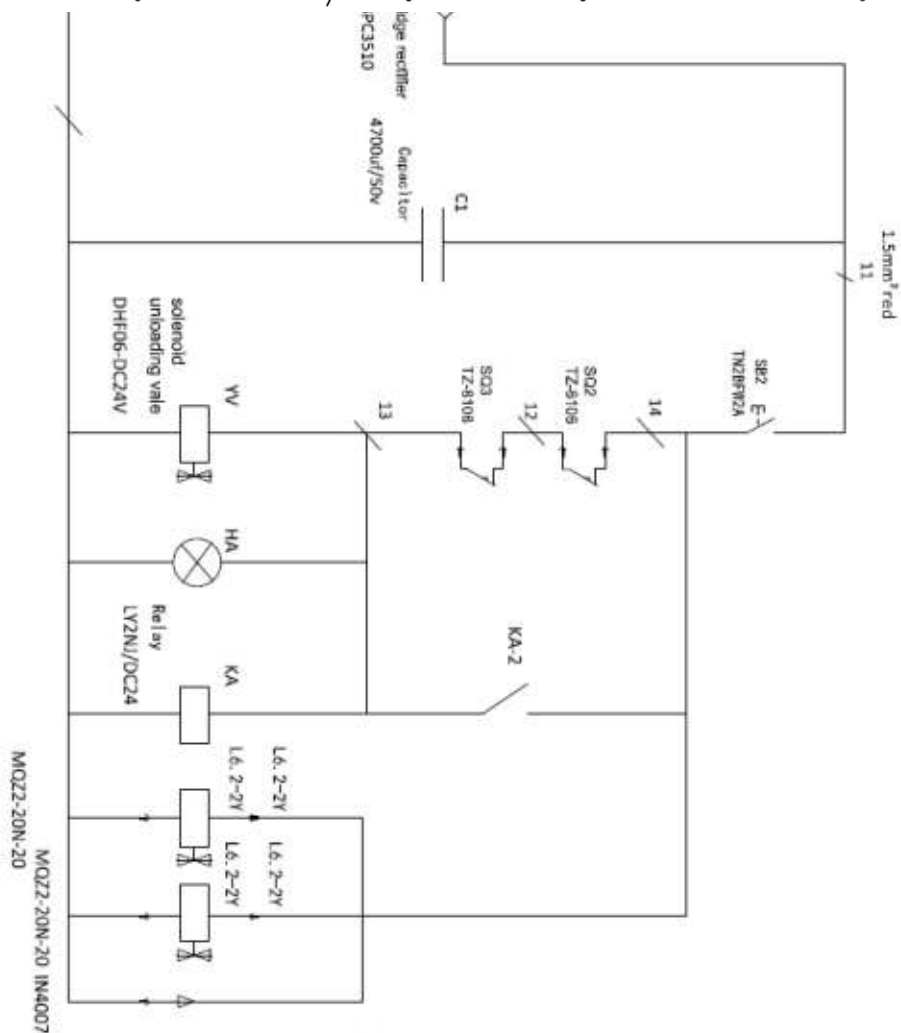 idge rectifier
PC3510
Capacitor
4700uf/50v
C1
1.5mm²red
11
SB2
TN2BFW2A
14
SQ2
TZ-8108
12
SQ3
TZ-8108
13
YV
solenoid
unloading vale
DHF06-DC24V
HA
Relay
LY2NJ/DC24
KA
KA-2
L6.2-2Y
L6.2-2Y
L6.2-2Y
L6.2-2Y
MQZ2-20N-20
MQZ2-20N-20 IN4007